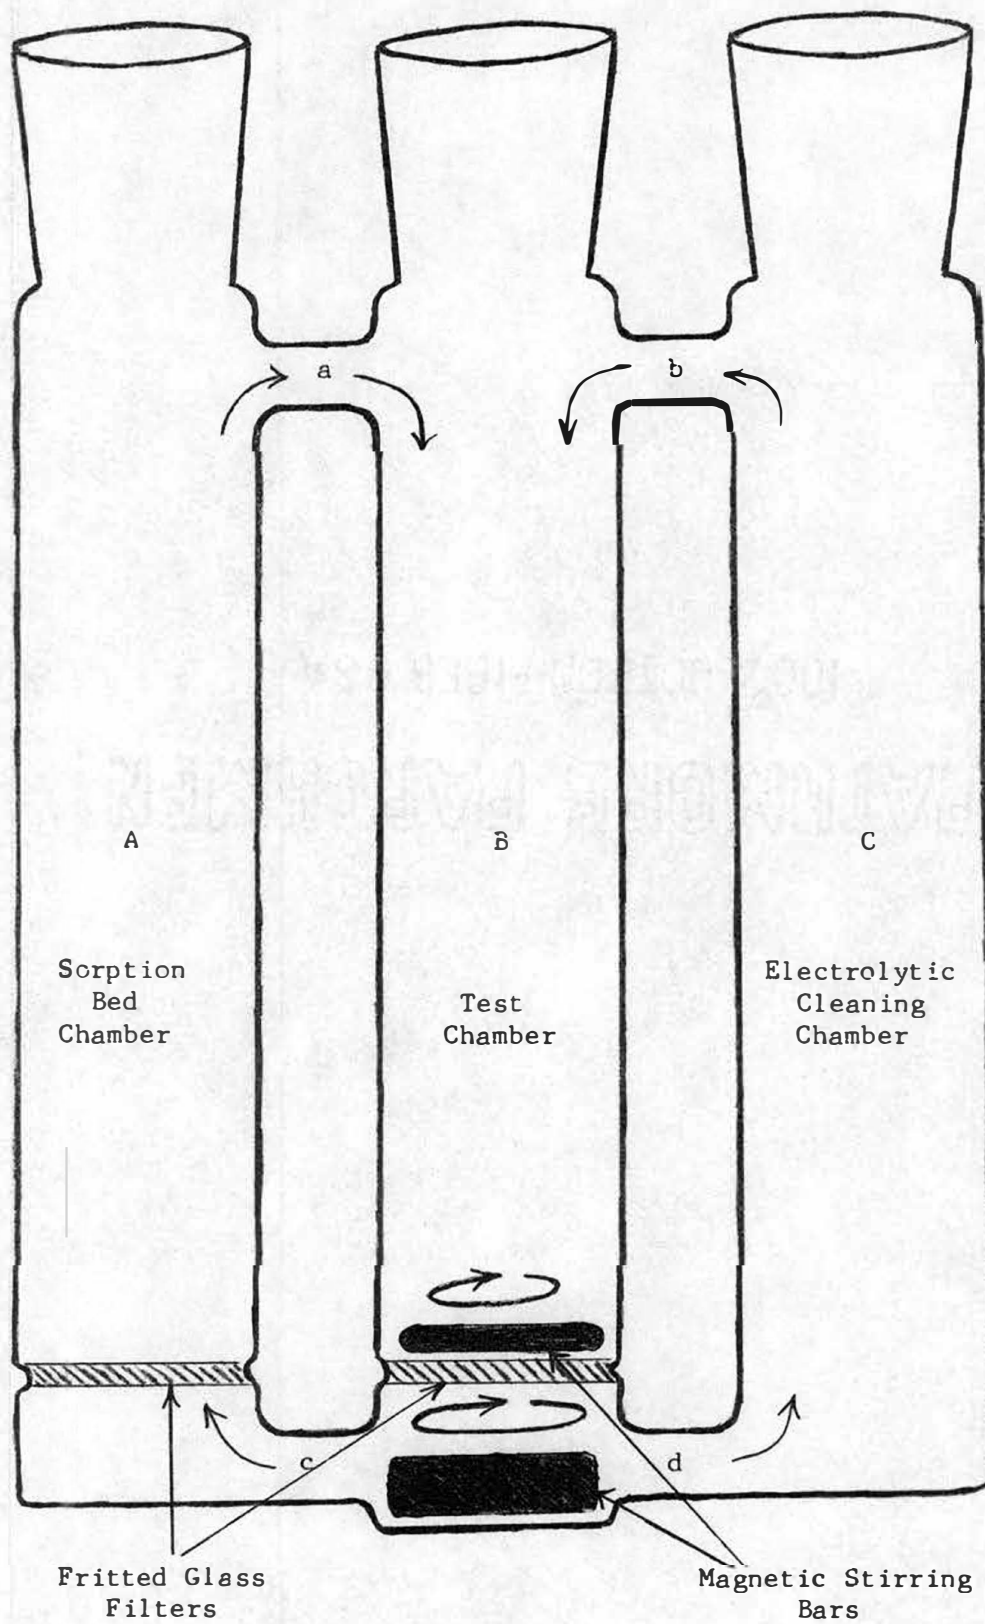 a
b
A
B
C
Sorption
Bed
Chamber
Test
Chamber
Electrolytic
Cleaning
Chamber
c
d
Fritted Glass
Filters
Magnetic Stirring
Bars